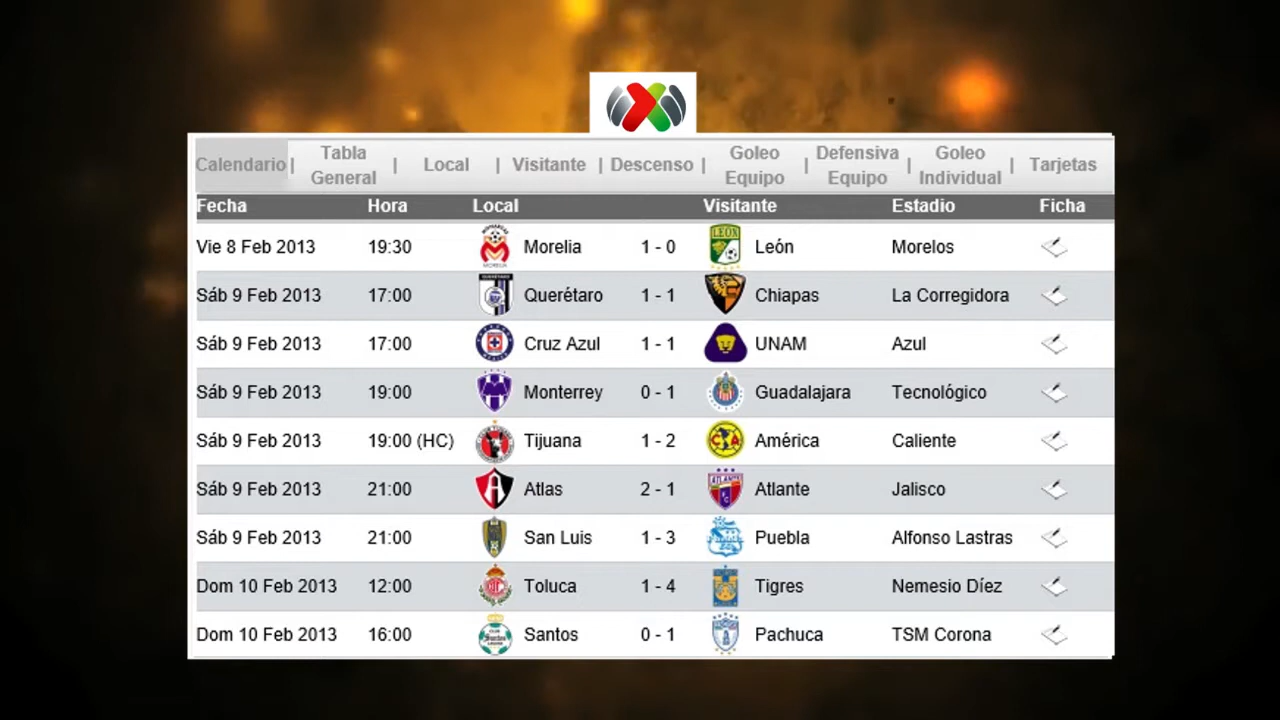 Calendario | Tabla General | Local | Visitante | Descenso | Goleo Equipo | Defensiva Equipo | Goleo Individual | Tarjetas
Fecha Hora Local Visitante Estadio Ficha
Vie 8 Feb 2013 19:30 Morelia 1 - 0 León Morelos
Sáb 9 Feb 2013 17:00 Querétaro 1 - 1 Chiapas La Corregidora
Sáb 9 Feb 2013 17:00 Cruz Azul 1 - 1 UNAM Azul
Sáb 9 Feb 2013 19:00 Monterrey 0 - 1 Guadalajara Tecnológico
Sáb 9 Feb 2013 19:00 (HC) Tijuana 1 - 2 América Caliente
Sáb 9 Feb 2013 21:00 Atlas 2 - 1 Atlante Jalisco
Sáb 9 Feb 2013 21:00 San Luis 1 - 3 Puebla Alfonso Lastras
Dom 10 Feb 2013 12:00 Toluca 1 - 4 Tigres Nemesio Díez
Dom 10 Feb 2013 16:00 Santos 0 - 1 Pachuca TSM Corona